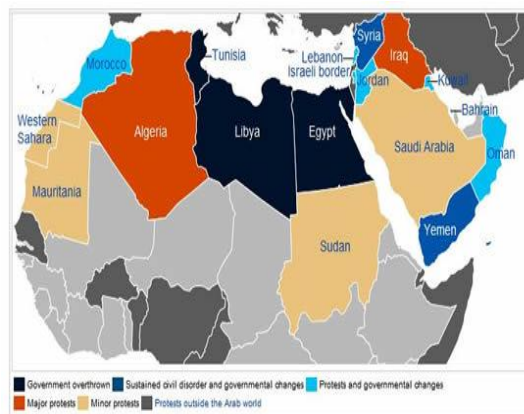 Syria
Iraq
Tunisia
Lebanon
Israeli border
Jordan
Kuwait
Morocco
Bahrain
Western
Sahara
Algeria
Libya
Egypt
Saudi Arabia
Oman
Mauritania
Yemen
Sudan
Government overthrown Sustained civil disorder and governmental changes Protests and governmental changes
Major protests Minor protests Protests outside the Arab world